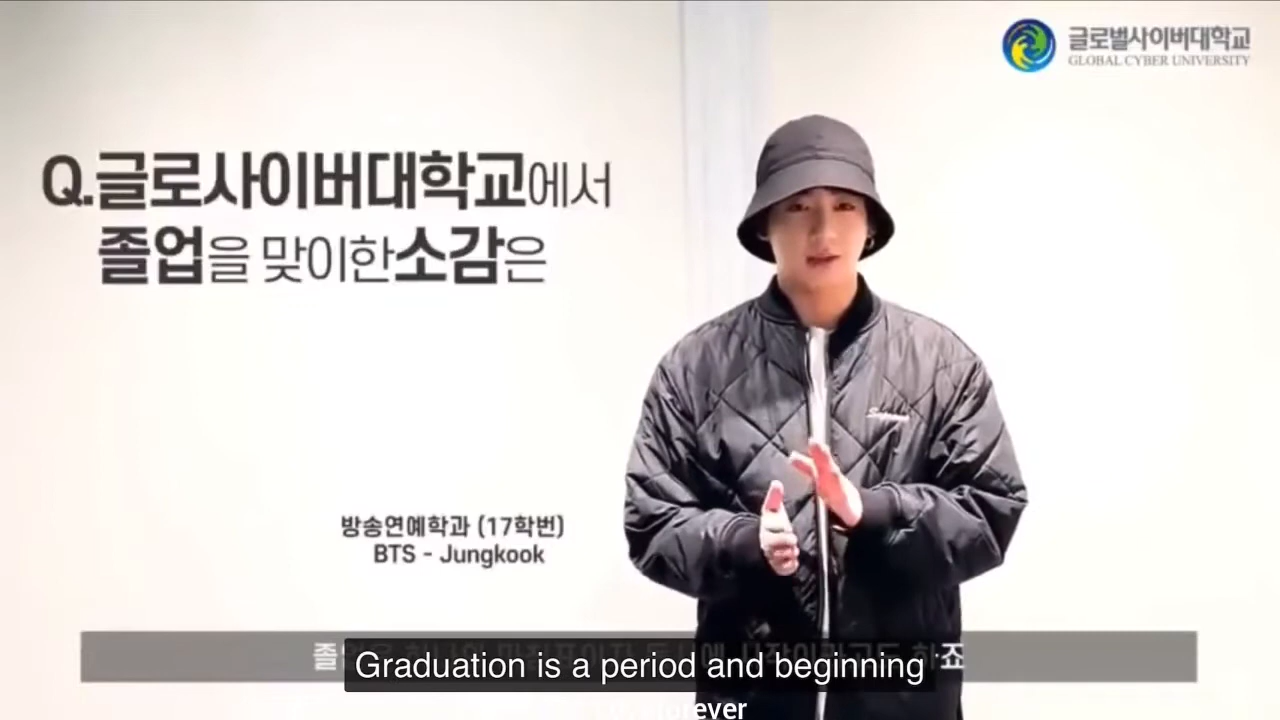 글로벌사이버대학교
GLOBAL CYBER UNIVERSITY
Q.글로사이버대학교에서
졸업을 맞이한소감은
Supreme
방송연예학과 (17학번)
BTS - Jungkook
Graduation is a period and beginning